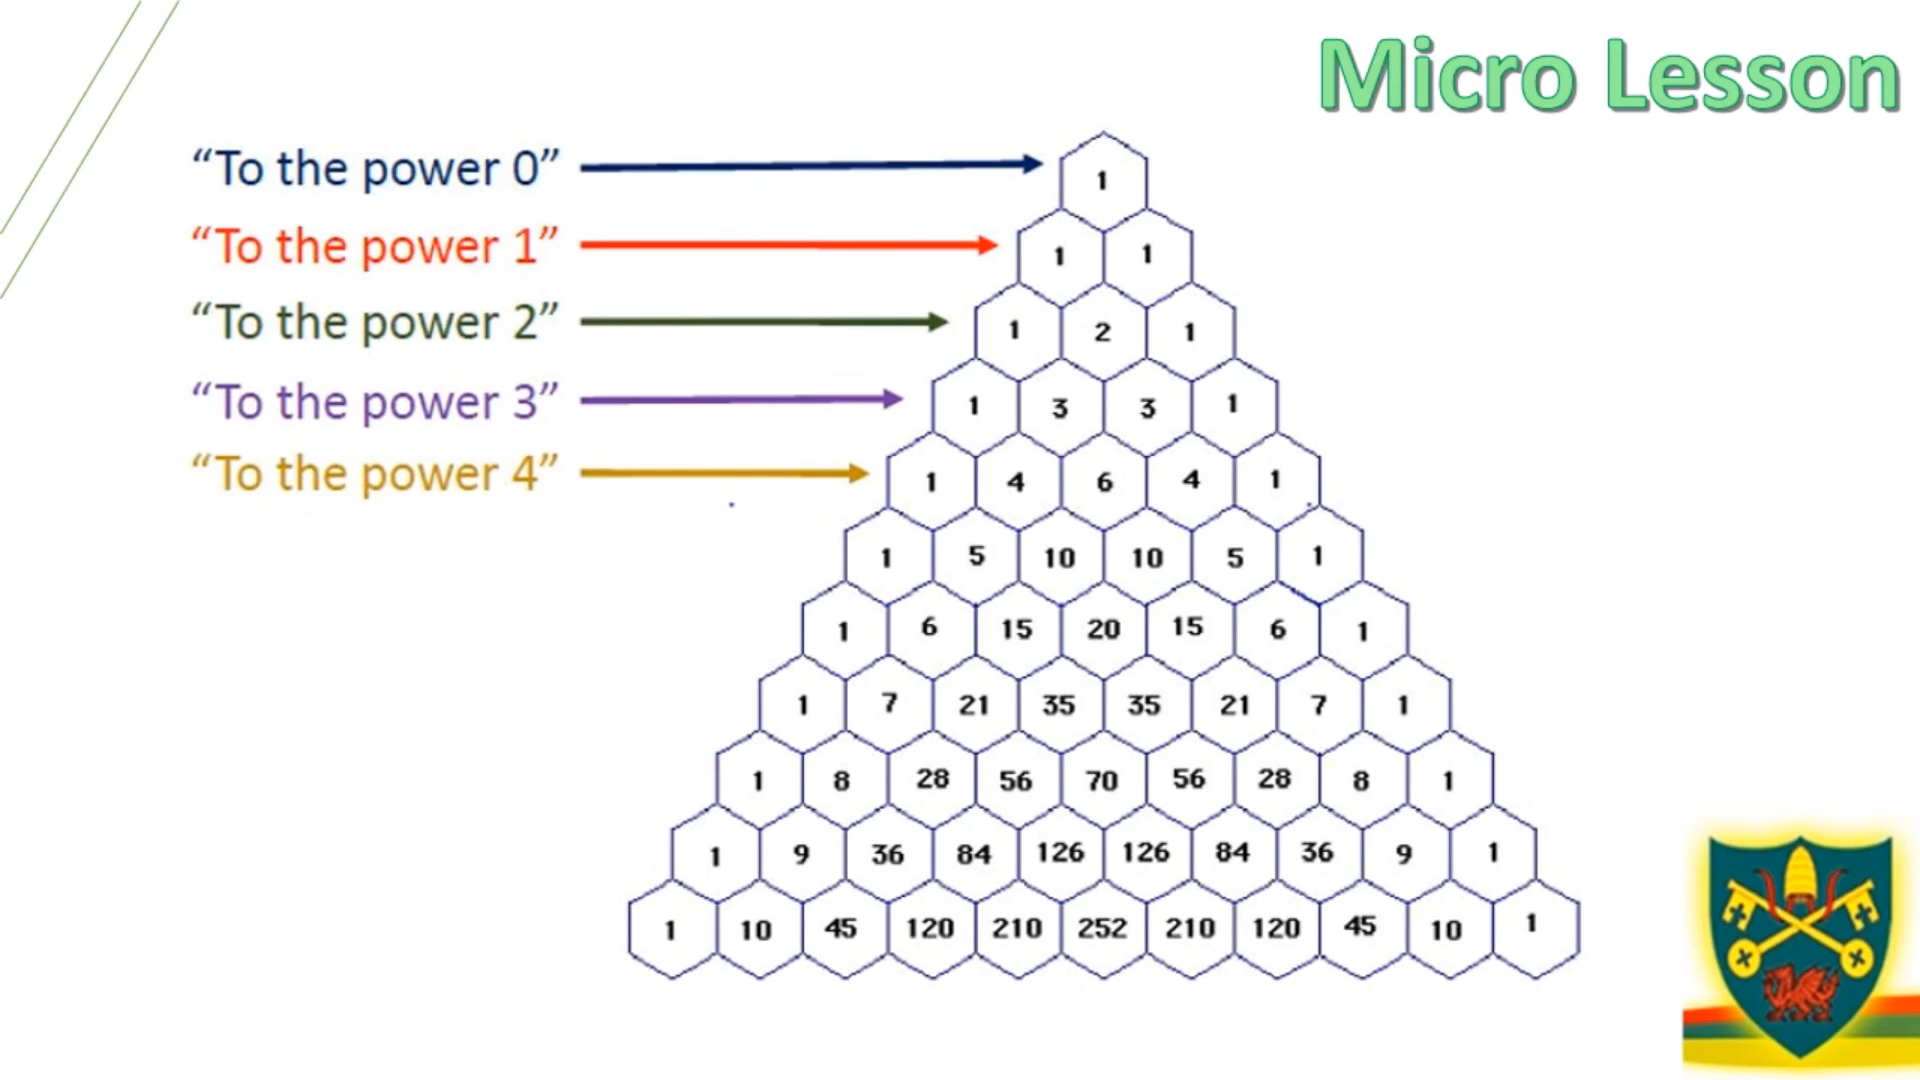 Micro Lesson
“To the power 0”
1
“To the power 1”
1 1
“To the power 2”
1 2 1
“To the power 3”
1 3 3 1
“To the power 4”
1 4 6 4 1
1 5 10 10 5 1
1 6 15 20 15 6 1
1 7 21 35 35 21 7 1
1 8 28 56 70 56 28 8 1
1 9 36 84 126 126 84 36 9 1
1 10 45 120 210 252 210 120 45 10 1